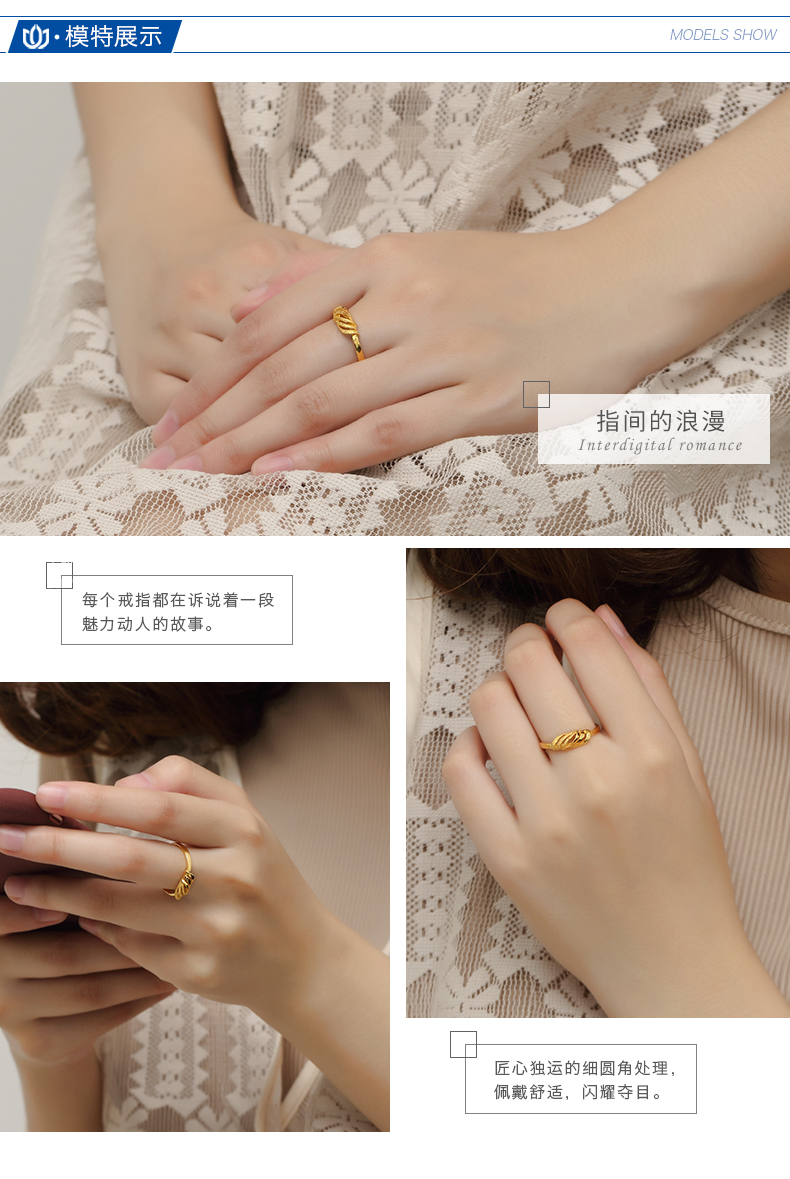 ·模特展示
MODELS SHOW
指间的浪漫
Interdigital romance
每个戒指都在诉说着一段
魅力动人的故事。
匠心独运的细圆角处理，
佩戴舒适，闪耀夺目。